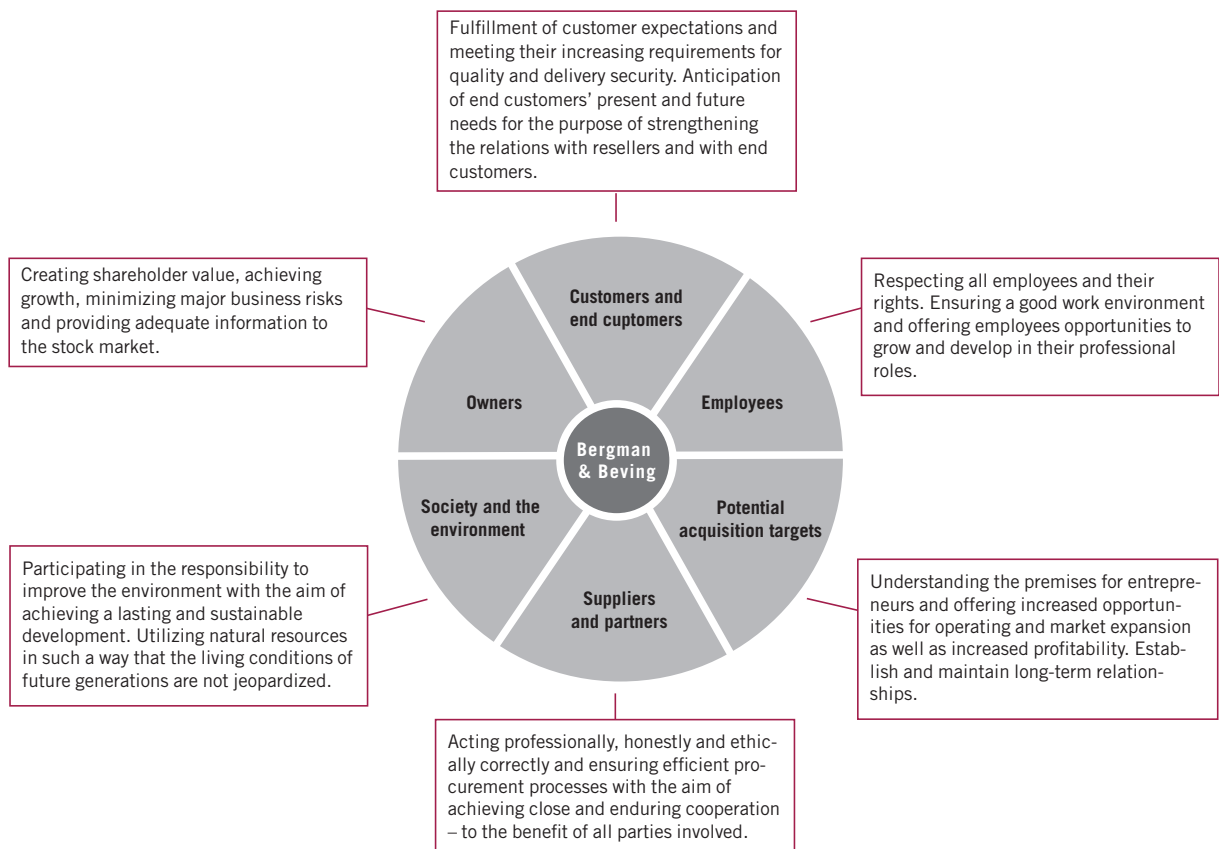 Fulfillment of customer expectations and
meeting their increasing requirements for
quality and delivery security. Anticipation
of end customers’ present and future
needs for the purpose of strengthening
the relations with resellers and with end
customers.
Creating shareholder value, achieving
growth, minimizing major business risks
and providing adequate information to
the stock market.
Customers and
end cuptomers
Respecting all employees and their
rights. Ensuring a good work environment
and offering employees opportunities to
grow and develop in their professional
roles.
Owners
Employees
Bergman
& Beving
Society and the
environment
Potential
acquisition targets
Suppliers
and partners
Participating in the responsibility to
improve the environment with the aim of
achieving a lasting and sustainable
development. Utilizing natural resources
in such a way that the living conditions of
future generations are not jeopardized.
Understanding the premises for entrepre-
neurs and offering increased opportun-
ities for operating and market expansion
as well as increased profitability. Estab-
lish and maintain long-term relation-
ships.
Acting professionally, honestly and ethic-
ally correctly and ensuring efficient pro-
curement processes with the aim of
achieving close and enduring cooperation
– to the benefit of all parties involved.